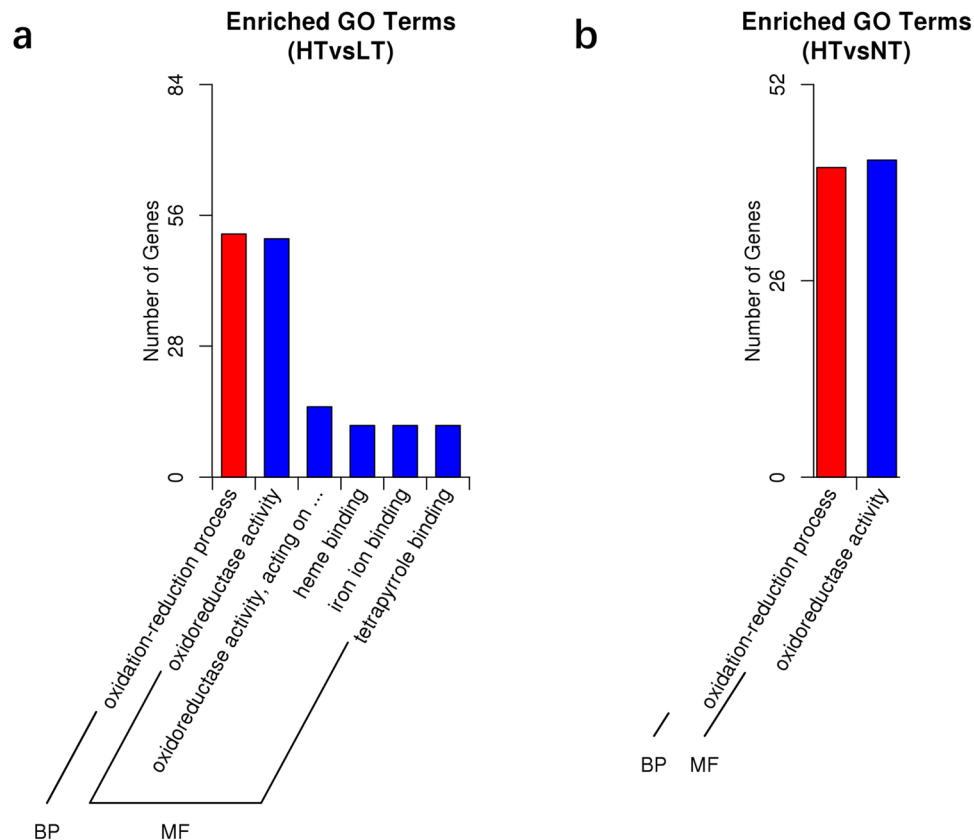 a
Enriched GO Terms
(HTvsLT)
Number of Genes
84
56
28
0
oxidation-reduction process
oxidoreductase activity
oxidoreductase activity, acting on ...
heme binding
iron ion binding
tetrapyrrole binding
BP
MF
b
Enriched GO Terms
(HTvsNT)
Number of Genes
52
26
0
oxidation-reduction process
oxidoreductase activity
BP
MF